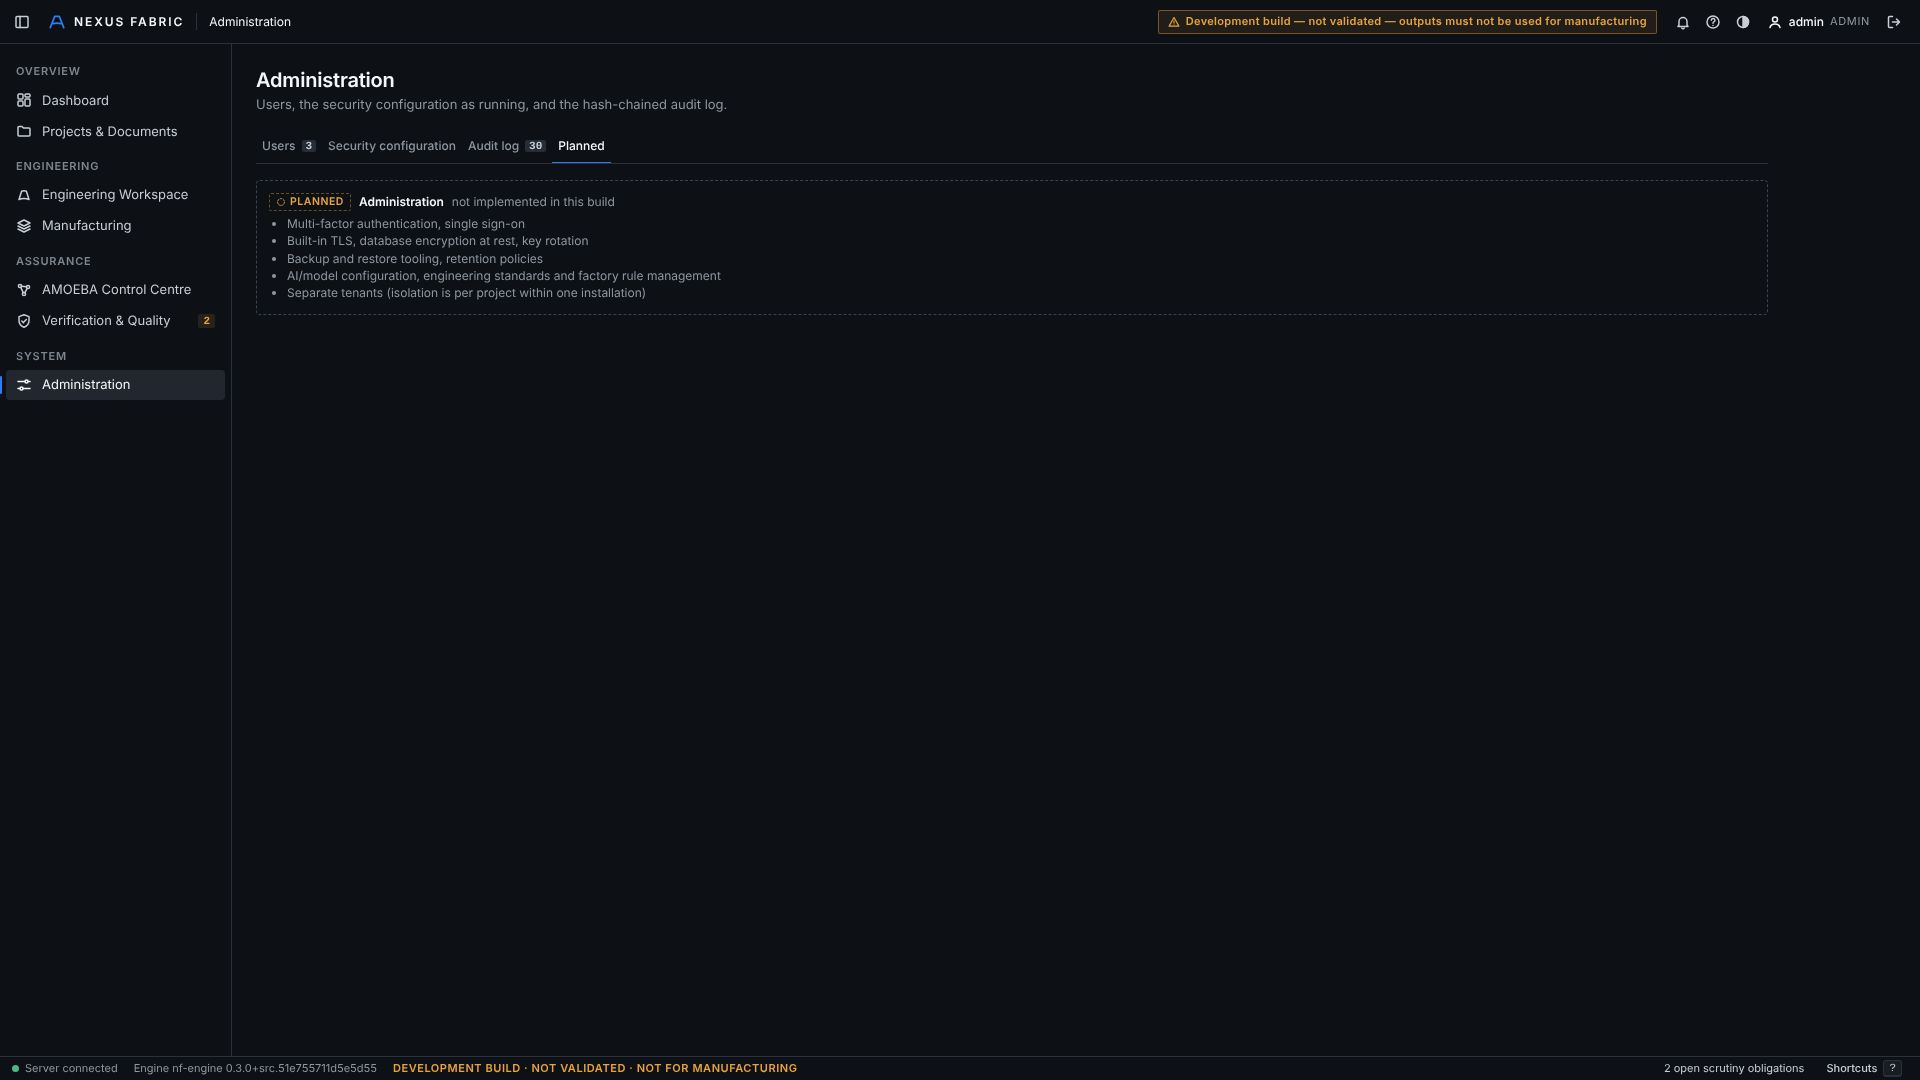 NEXUS FABRIC
Administration
Development build — not validated — outputs must not be used for manufacturing
admin ADMIN
OVERVIEW
Dashboard
Projects & Documents
ENGINEERING
Engineering Workspace
Manufacturing
ASSURANCE
AMOEBA Control Centre
Verification & Quality 2
SYSTEM
Administration
Administration
Users, the security configuration as running, and the hash-chained audit log.
Users 3 Security configuration Audit log 30 Planned
PLANNED Administration not implemented in this build
• Multi-factor authentication, single sign-on
• Built-in TLS, database encryption at rest, key rotation
• Backup and restore tooling, retention policies
• AI/model configuration, engineering standards and factory rule management
• Separate tenants (isolation is per project within one installation)
Server connected Engine nf-engine 0.3.0+src.51e755711d5e5d55 DEVELOPMENT BUILD · NOT VALIDATED · NOT FOR MANUFACTURING 2 open scrutiny obligations Shortcuts ?